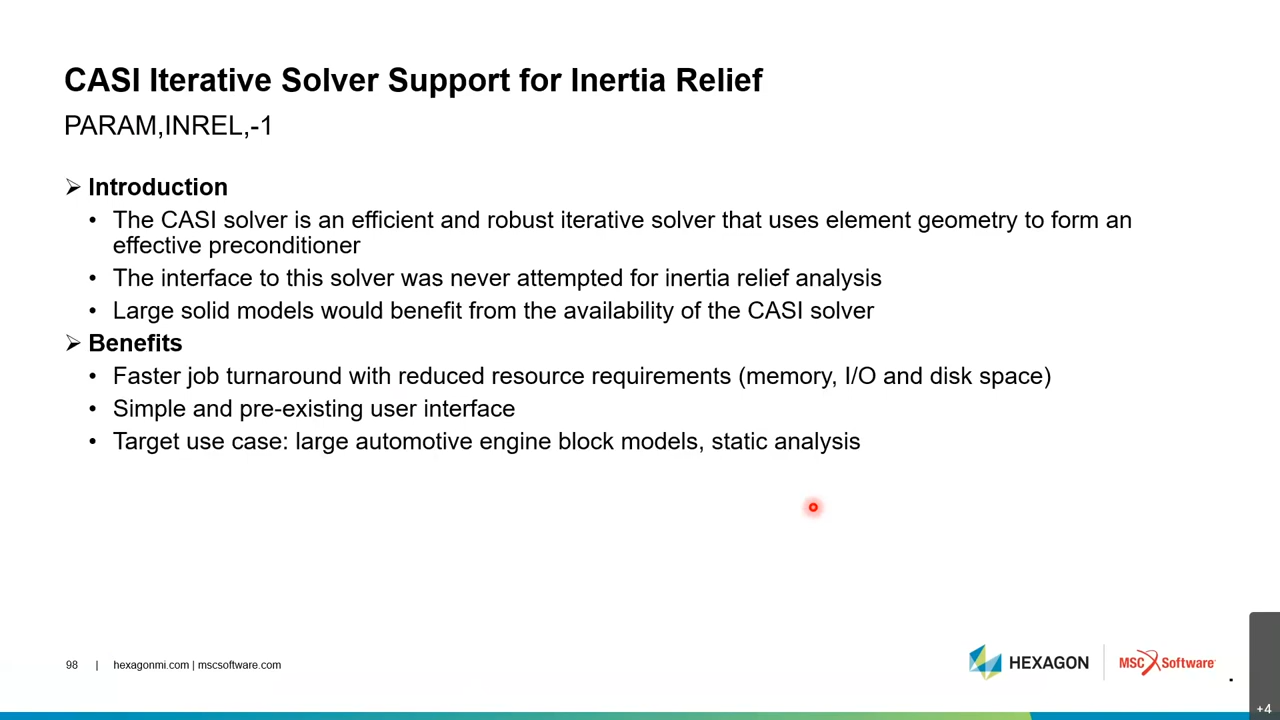 CASI Iterative Solver Support for Inertia Relief
PARAM,INREL,-1
➢ Introduction
• The CASI solver is an efficient and robust iterative solver that uses element geometry to form an
effective preconditioner
• The interface to this solver was never attempted for inertia relief analysis
• Large solid models would benefit from the availability of the CASI solver
➢ Benefits
• Faster job turnaround with reduced resource requirements (memory, I/O and disk space)
• Simple and pre-existing user interface
• Target use case: large automotive engine block models, static analysis
98 | hexagonmi.com | mscsoftware.com
HEXAGON
MSC Software
+4